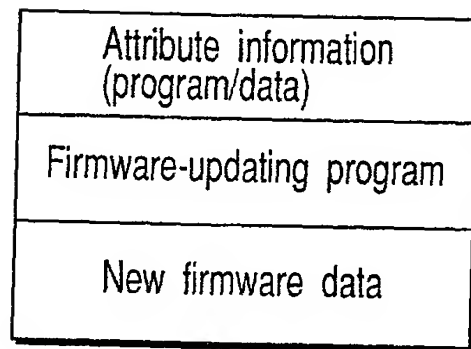 Attribute information
(program/data)
Firmware-updating program
New firmware data